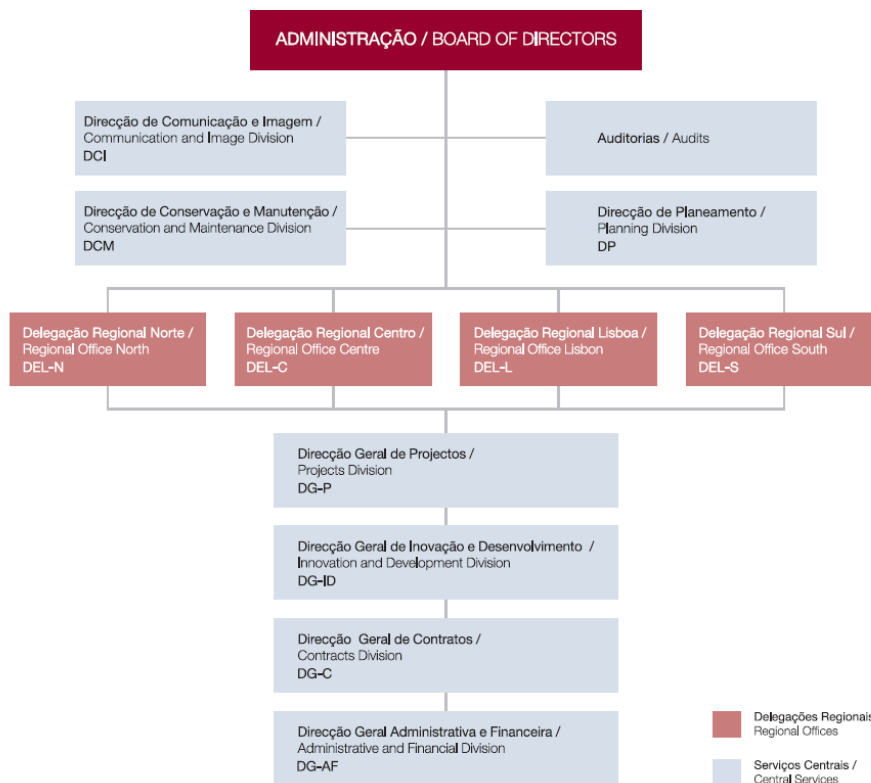 ADMINISTRAÇÃO / BOARD OF DIRECTORS
Direcção de Comunicação e Imagem /
Communication and Image Division
DCI
Auditorias / Audits
Direcção de Conservação e Manutenção /
Conservation and Maintenance Division
DCM
Direcção de Planeamento /
Planning Division
DP
Delegação Regional Norte /
Regional Office North
DEL-N
Delegação Regional Centro /
Regional Office Centre
DEL-C
Delegação Regional Lisboa /
Regional Office Lisbon
DEL-L
Delegação Regional Sul /
Regional Office South
DEL-S
Direcção Geral de Projectos /
Projects Division
DG-P
Direcção Geral de Inovação e Desenvolvimento /
Innovation and Development Division
DG-ID
Direcção Geral de Contratos /
Contracts Division
DG-C
Direcção Geral Administrativa e Financeira /
Administrative and Financial Division
DG-AF
Delegações Regionais
Regional Offices
Serviços Centrais /
Central Services